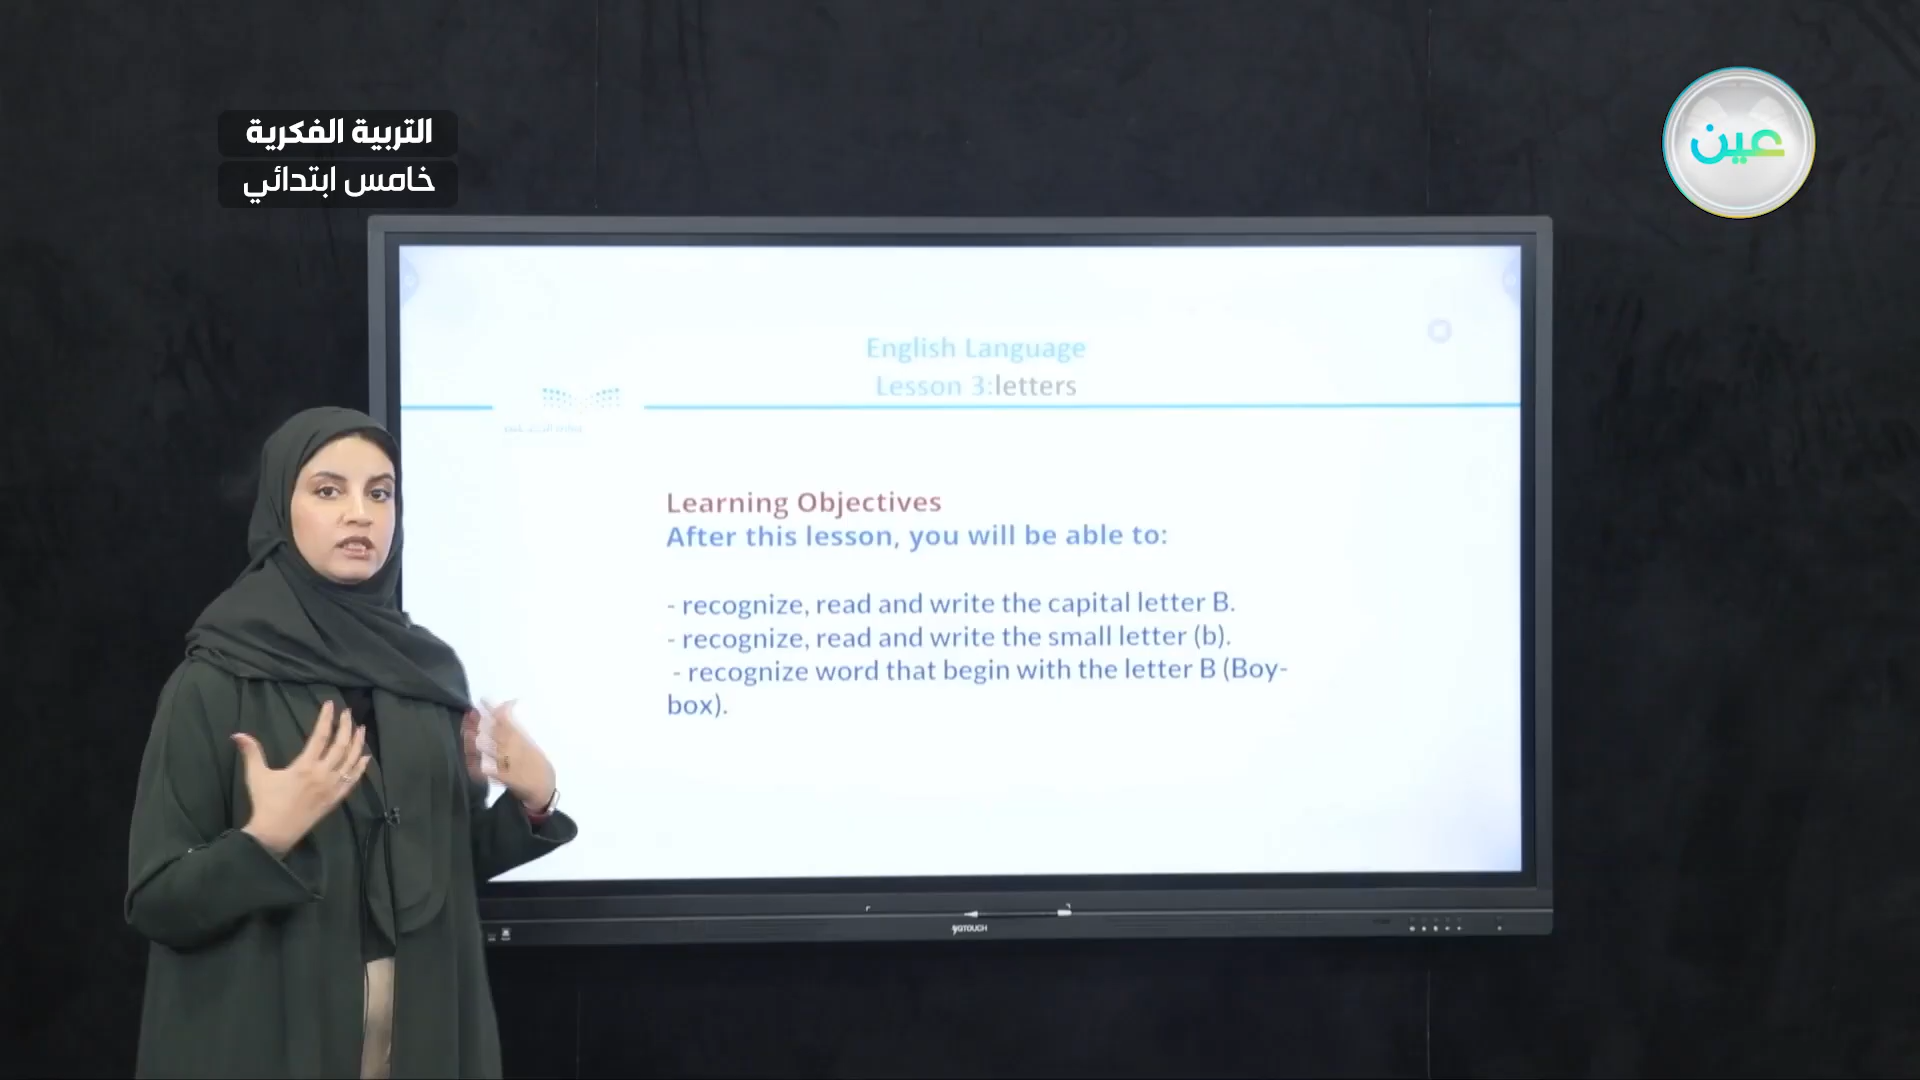 التربية الفكرية
خامس ابتدائي
عين
English Language
Lesson 3:letters
Learning Objectives
After this lesson, you will be able to:
- recognize, read and write the capital letter B.
- recognize, read and write the small letter (b).
- recognize word that begin with the letter B (Boy-
box).